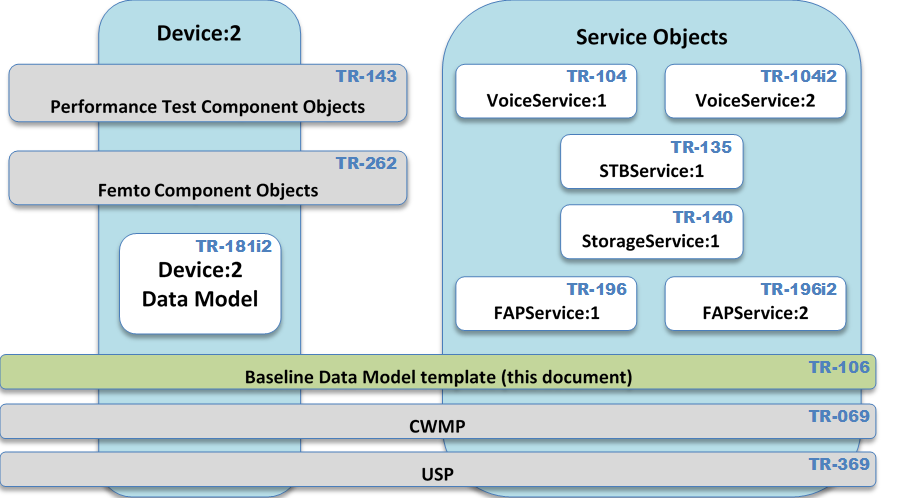 Device:2
Service Objects
TR-143
Performance Test Component Objects
TR-262
Femto Component Objects
TR-181i2
Device:2
Data Model
TR-104
VoiceService:1
TR-104i2
VoiceService:2
TR-135
STBService:1
TR-140
StorageService:1
TR-196
FAPService:1
TR-196i2
FAPService:2
TR-106
Baseline Data Model template (this document)
TR-069
CWMP
TR-369
USP